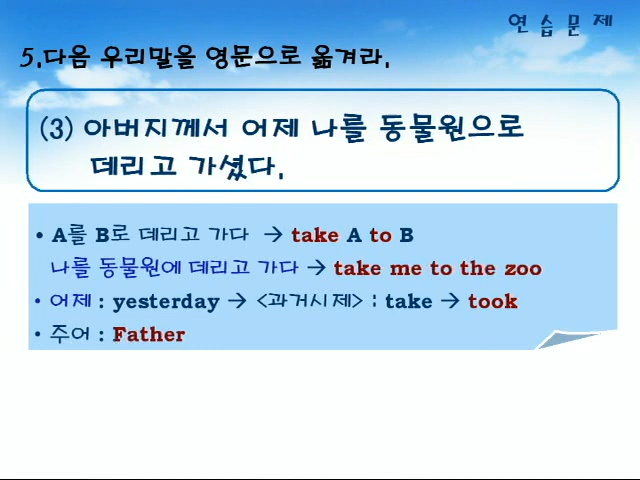 연 습 문 제
5.다음 우리말을 영문으로 옮겨라.
(3) 아버지께서 어제 나를 동물원으로
데리고 가셨다.
• A를 B로 데리고 가다 → take A to B
나를 동물원에 데리고 가다 → take me to the zoo
• 어제 : yesterday → <과거시제> : take → took
• 주어 : Father